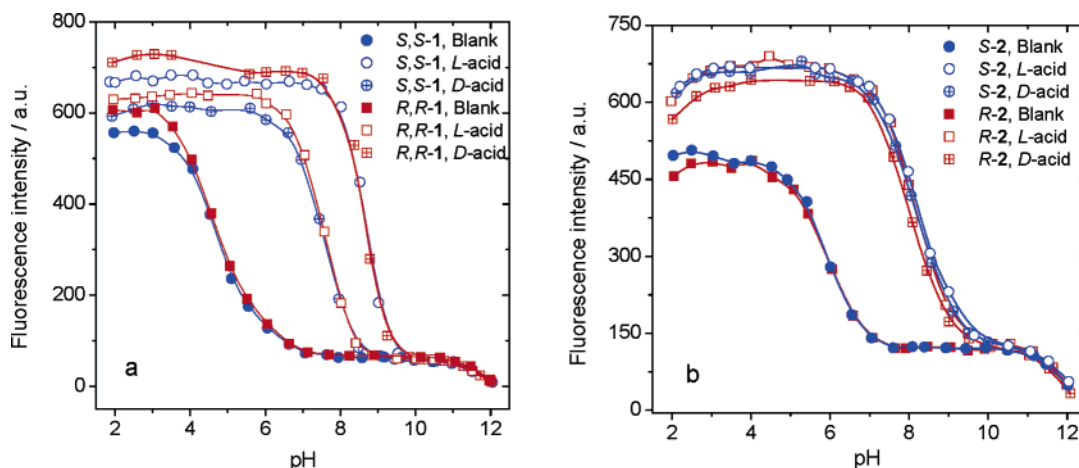 800
600
400
200
0
Fluorescence intensity / a.u.
S,S-1, Blank
S,S-1, L-acid
S,S-1, D-acid
R,R-1, Blank
R,R-1, L-acid
R,R-1, D-acid
a
2 4 6 8 10 12
pH
750
600
450
300
150
0
Fluorescence intensity / a.u.
S-2, Blank
S-2, L-acid
S-2, D-acid
R-2, Blank
R-2, L-acid
R-2, D-acid
b
2 4 6 8 10 12
pH